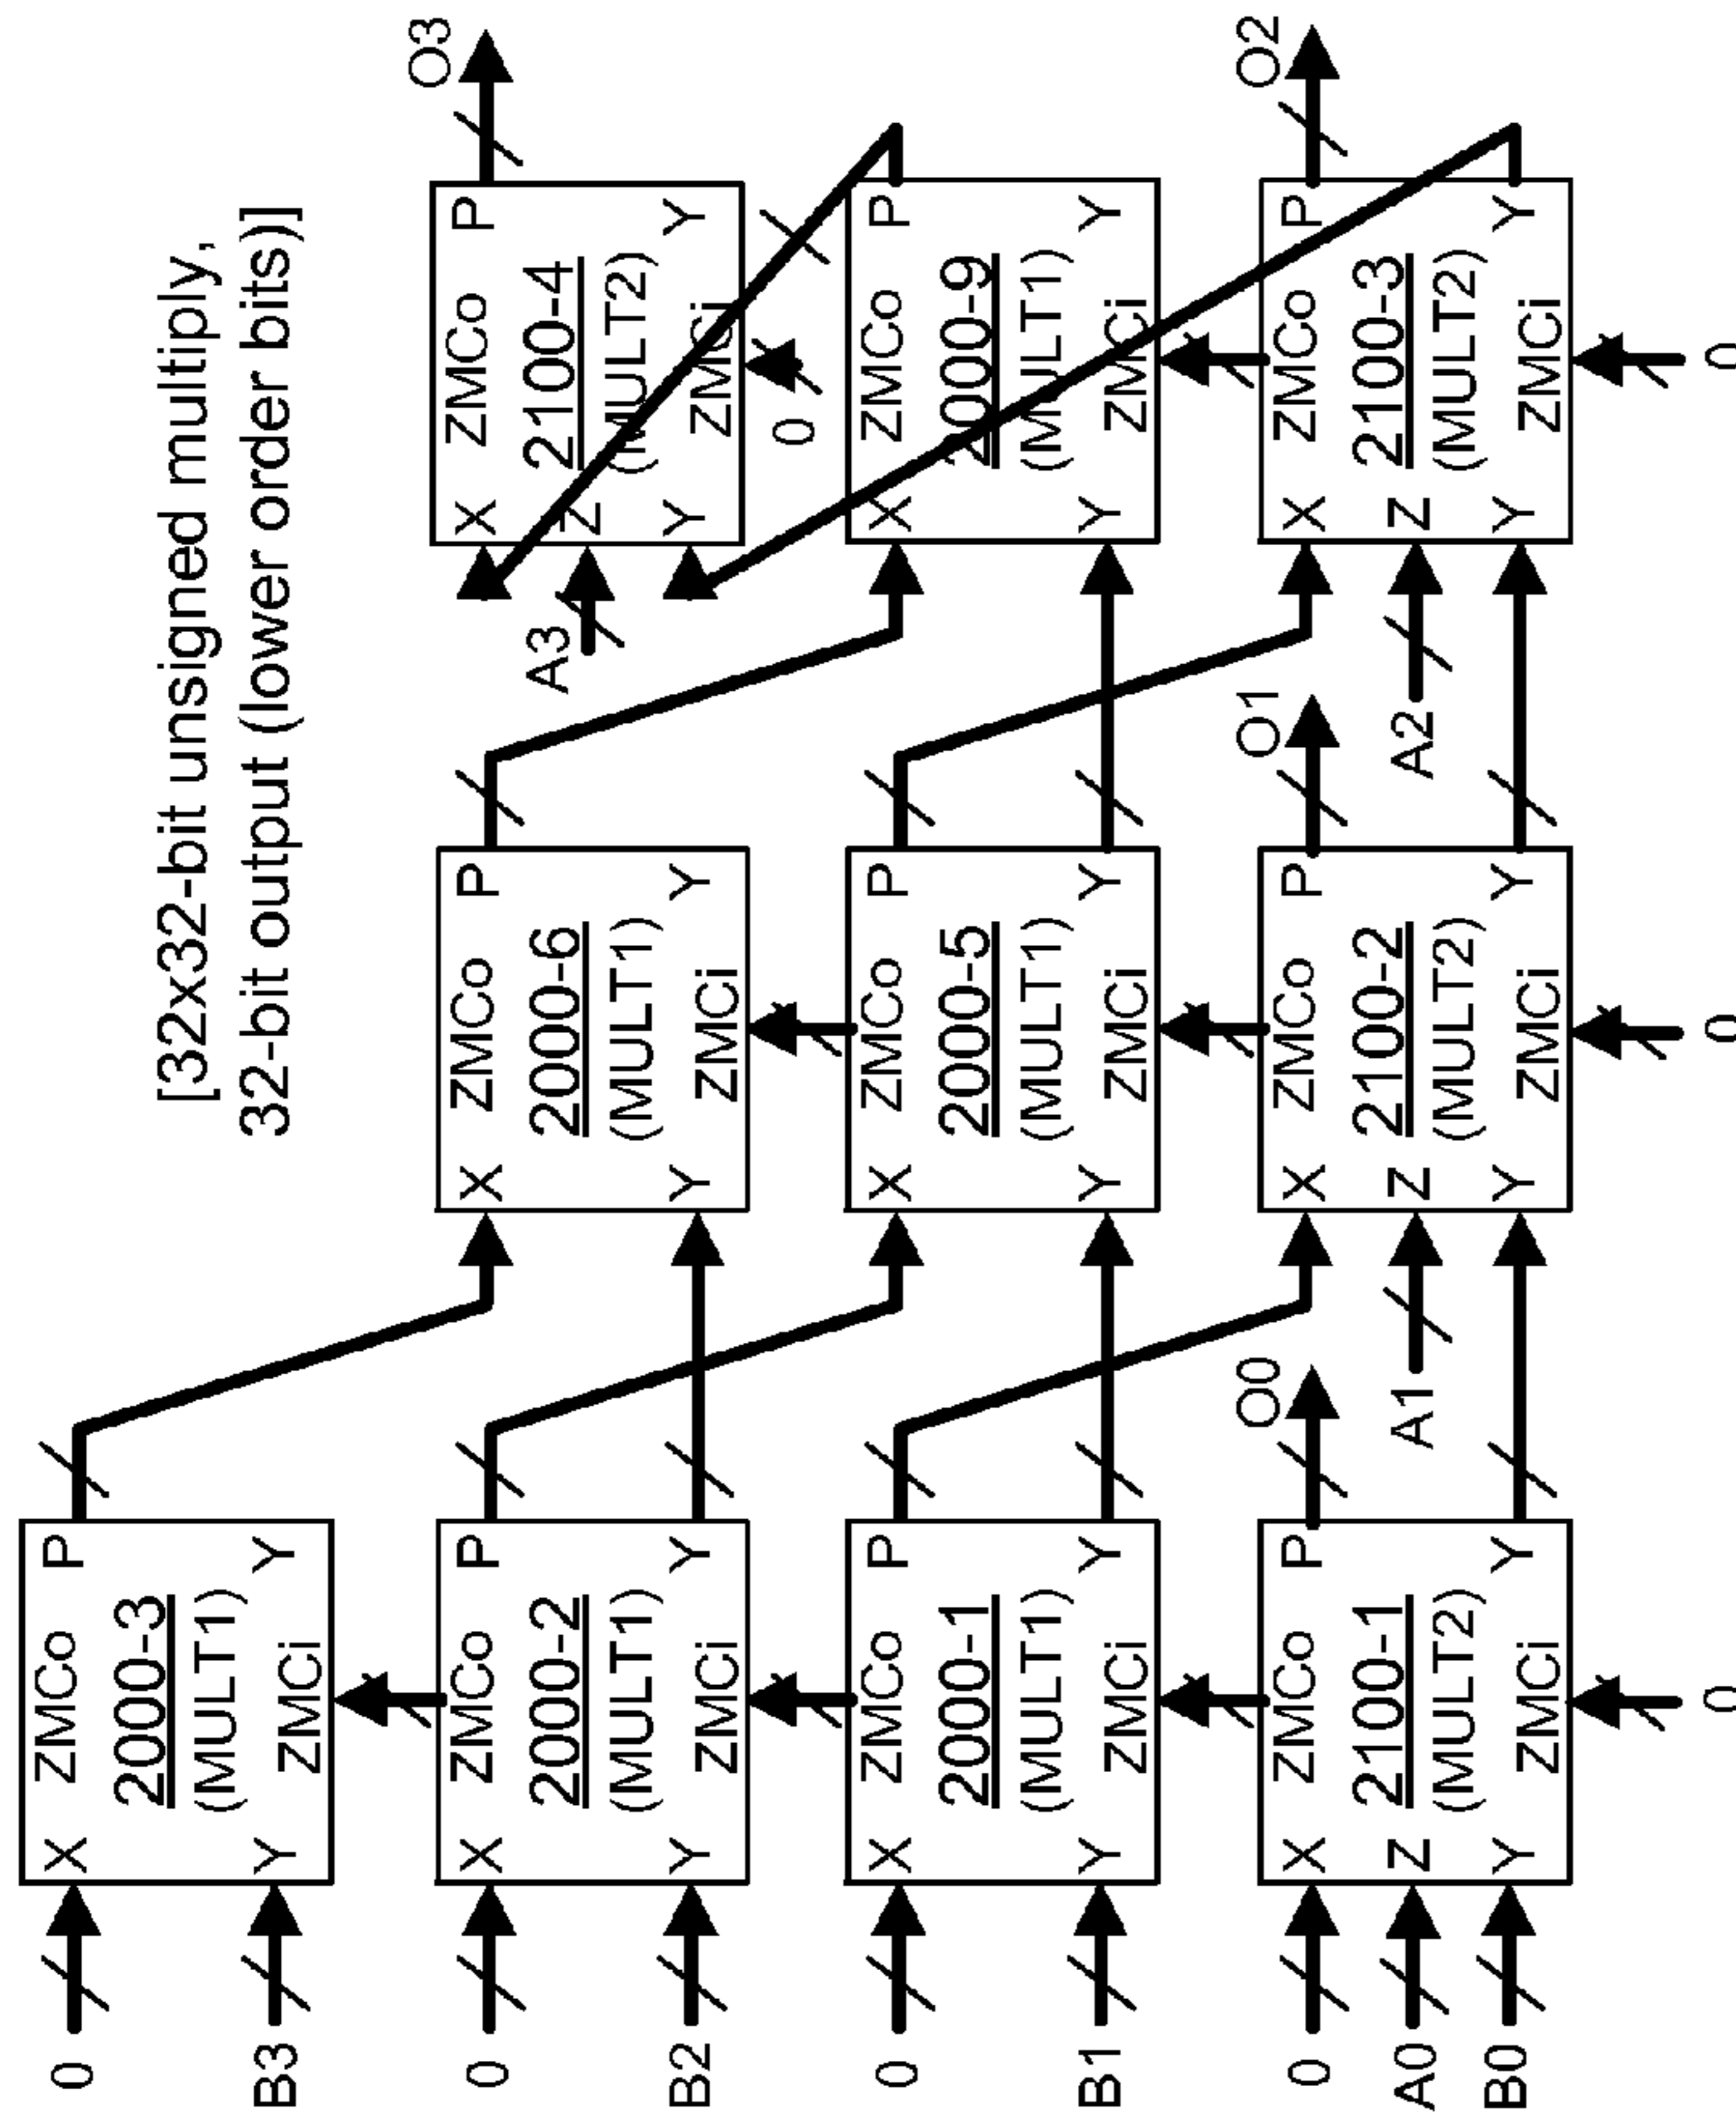 [32x32-bit unsigned multiply,
32-bit output (lower order bits)]
0
B3
X ZMCo P
2000-3
(MULT1)
Y ZMCi Y
0
B2
X ZMCo P
2000-2
(MULT1)
Y ZMCi Y
X ZMCo P
2000-6
(MULT1)
Y ZMCi Y
A3
X ZMCo P
Z 2100-4
(MULT2)
Y ZMCi Y
O3
0
0
B1
X ZMCo P
2000-1
(MULT1)
Y ZMCi Y
X ZMCo P
2000-5
(MULT1)
Y ZMCi Y
X ZMCo P
2000-9
(MULT1)
Y ZMCi Y
0
A0
B0
X ZMCo P
Z 2100-1
(MULT2)
Y ZMCi Y
0
O0
A1
X ZMCo P
Z 2100-2
(MULT2)
Y ZMCi Y
0
O1
A2
X ZMCo P
Z 2100-3
(MULT2)
Y ZMCi Y
0
O2